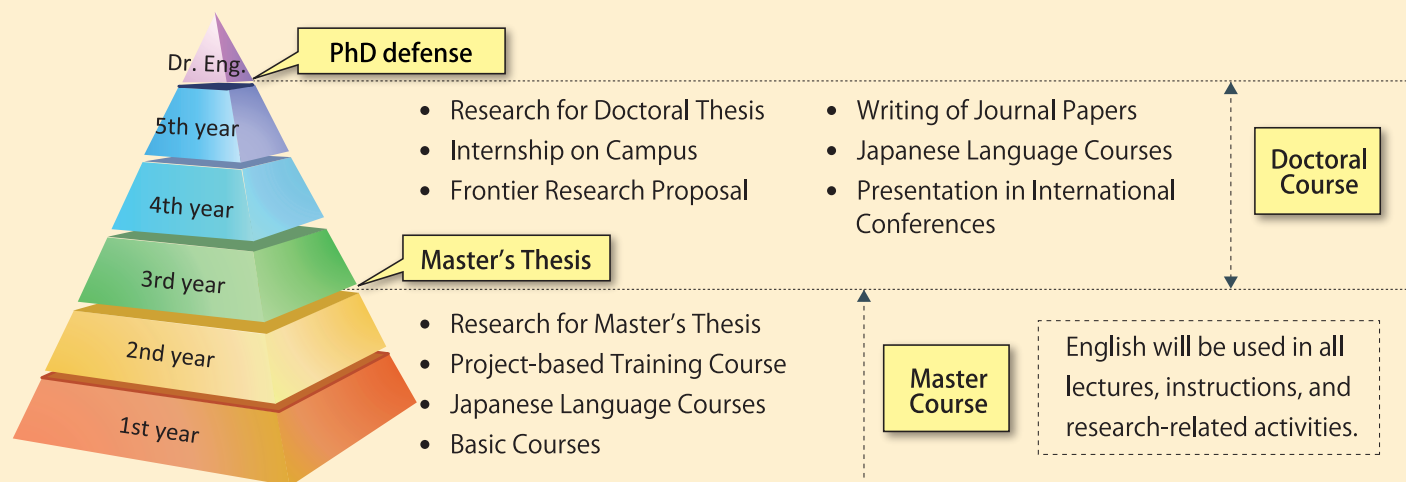 Dr. Eng.
PhD defense
5th year
4th year
• Research for Doctoral Thesis
• Internship on Campus
• Frontier Research Proposal
• Writing of Journal Papers
• Japanese Language Courses
• Presentation in International
Conferences
Doctoral
Course
3rd year
Master's Thesis
2nd year
1st year
• Research for Master's Thesis
• Project-based Training Course
• Japanese Language Courses
• Basic Courses
Master
Course
English will be used in all
lectures, instructions, and
research-related activities.